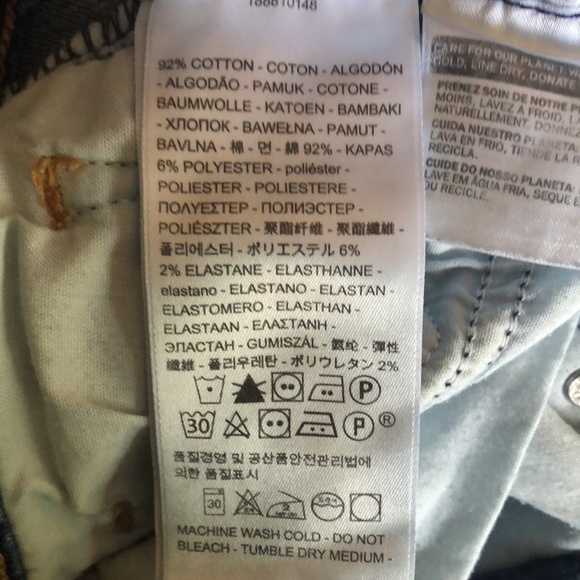 188810148
92% COTTON - COTON - ALGODÓN
- ALGODÃO - PAMUK - COTONE -
BAUMWOLLE - KATOEN - BAMBAKI
- ХЛОПОК - BAWEŁNA - PAMUT -
BAVLNA - 棉 - 면 - 綿 92% - KAPAS
6% POLYESTER - poliéster -
POLIESTER - POLIESTERE -
ΠΟΛΥΕΣΤΕΡ - ПОЛИЭСТЕР -
POLIÉSZTER - 聚酯纤维 - 聚酯纖維 -
폴리에스터 - ポリエステル 6%
2% ELASTANE - ELASTHANNE -
elastano - ELASTANO - ELASTAN -
ELASTOMERO - ELASTHAN -
ELASTAAN - ΕΛΑΣΤΑΝΗ -
ЭЛАСТАН - GUMISZÁL - 氨纶 - 彈性
纖維 - 폴리우레탄 - ポリウレタン 2%
P
30 P ®
품질경영 및 공산품안전관리법에
의한 품질표시
30 2
MACHINE WASH COLD - DO NOT
BLEACH - TUMBLE DRY MEDIUM -
CARE FOR OUR PLANET
COLD, LINE DRY, DONATE
PRENEZ SOIN DE NOTRE
MOINS, LAVEZ À FROID,
NATURELLEMENT,
CUIDA NUESTRO PLANETA:
LAVA EN FRIO, TIENDE LA
RECICLA.
CUIDE DO NOSSO PLANETA:
LAVE EM ÁGUA FRIA, SEQUE
OU RECICLE.